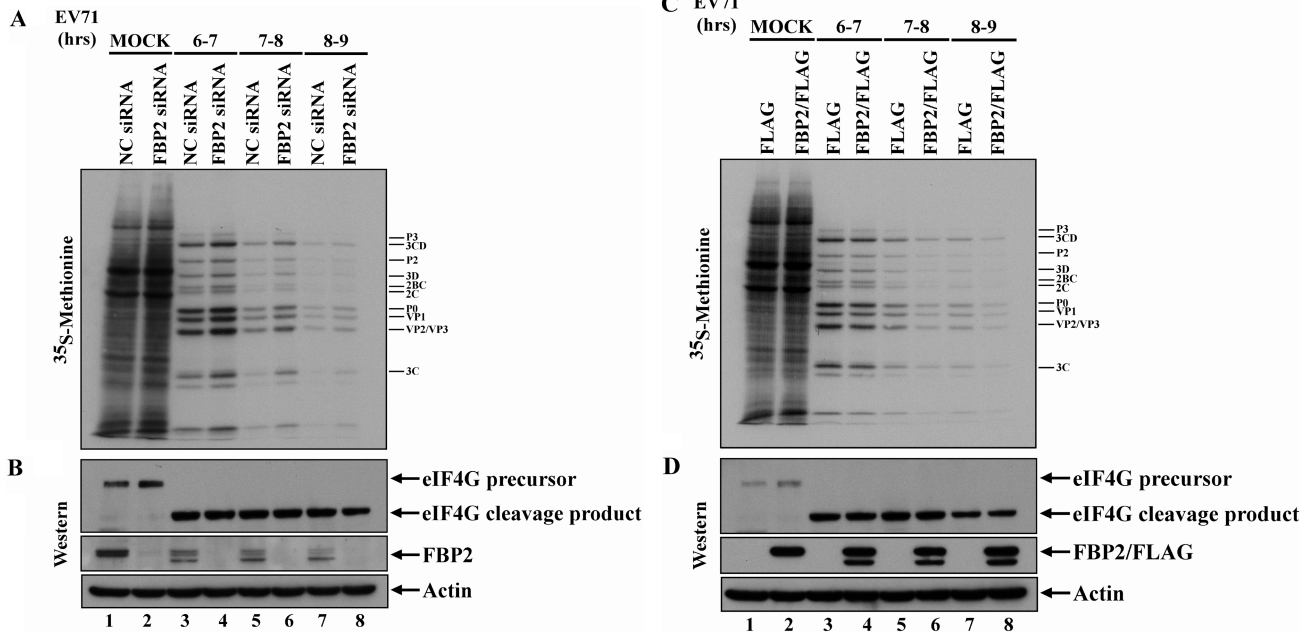 A
EV71
(hrs)
MOCK 6-7 7-8 8-9
NC siRNA
FBP2 siRNA
NC siRNA
FBP2 siRNA
NC siRNA
FBP2 siRNA
NC siRNA
FBP2 siRNA
35S-Methionine
P3
3CD
P2
3D
2BC
2C
P0
VP1
VP2/VP3
3C
B
Western
eIF4G precursor
eIF4G cleavage product
FBP2
Actin
1 2 3 4 5 6 7 8
C
EV71
(hrs)
MOCK 6-7 7-8 8-9
FLAG
FBP2/FLAG
FLAG
FBP2/FLAG
FLAG
FBP2/FLAG
FLAG
FBP2/FLAG
35S-Methionine
P3
3CD
P2
3D
2BC
2C
P0
VP1
VP2/VP3
3C
D
Western
eIF4G precursor
eIF4G cleavage product
FBP2/FLAG
Actin
1 2 3 4 5 6 7 8